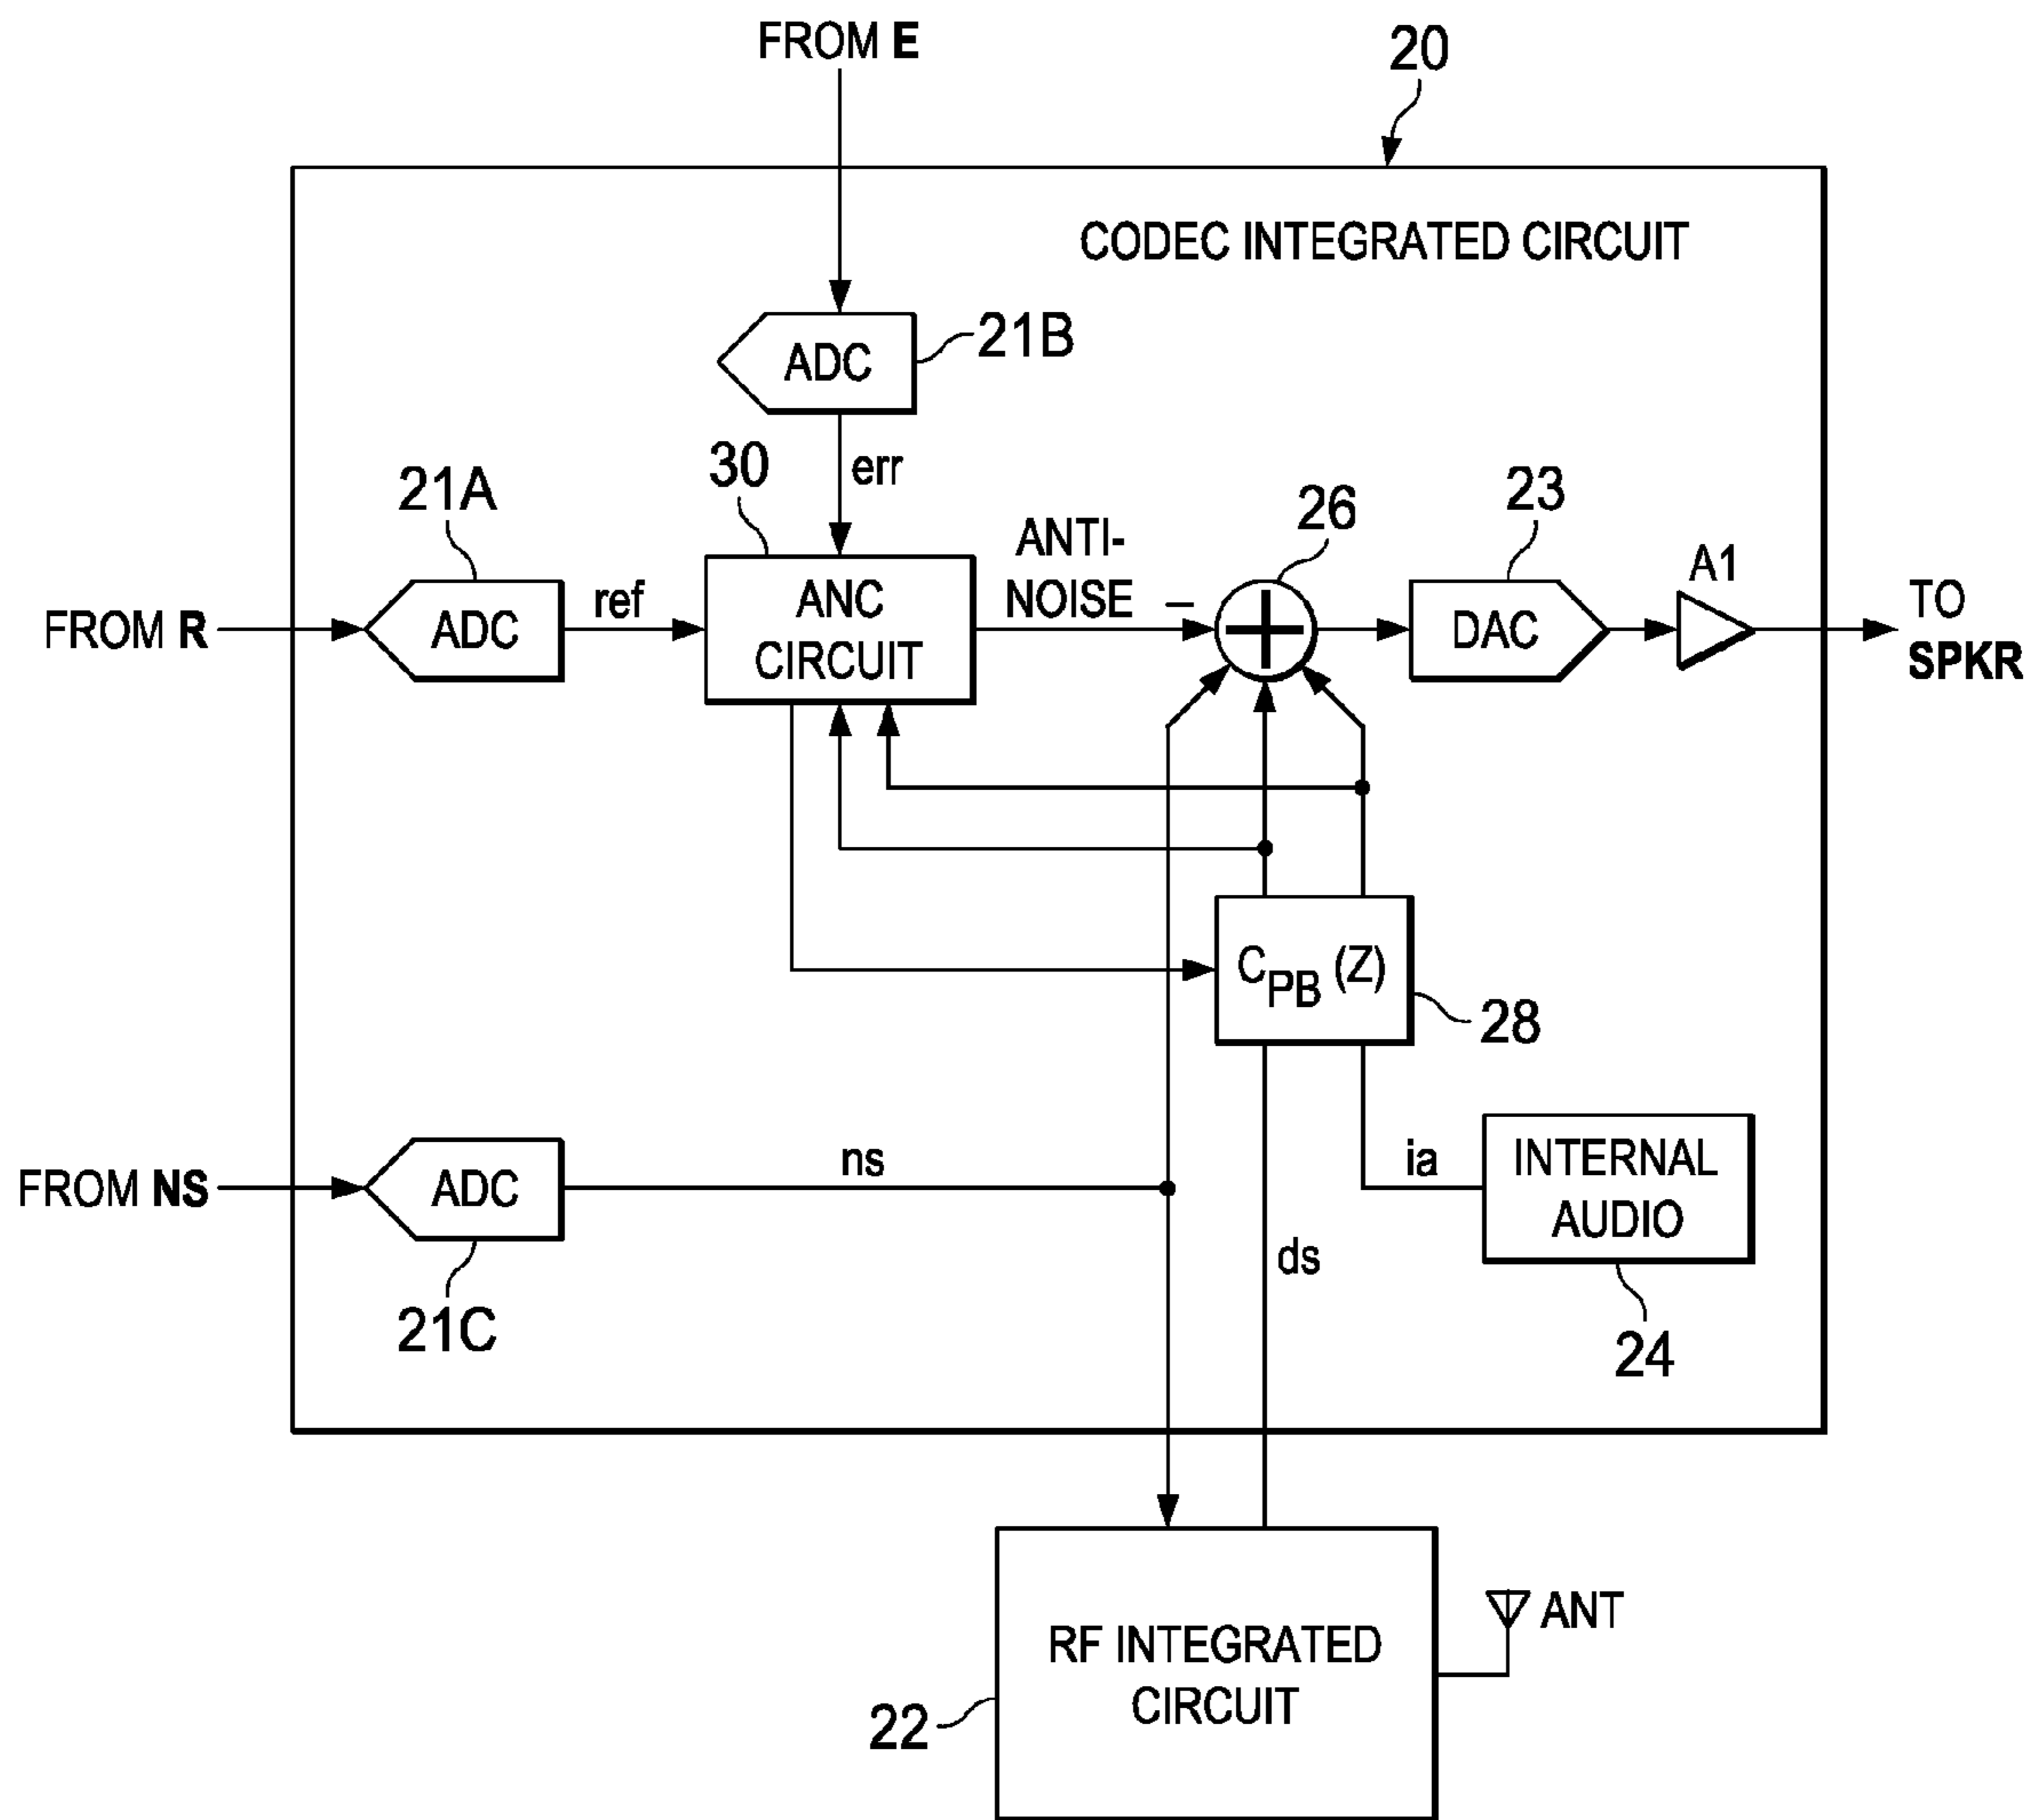 FROM E
20
CODEC INTEGRATED CIRCUIT
ADC
21B
err
30
21A
ADC
ref
ANC
CIRCUIT
ANTI-
NOISE
–
26
23
DAC
A1
FROM R
TO
SPKR
CPB (Z)
28
FROM NS
ADC
21C
ns
ia
INTERNAL
AUDIO
24
ds
RF INTEGRATED
CIRCUIT
22
ANT